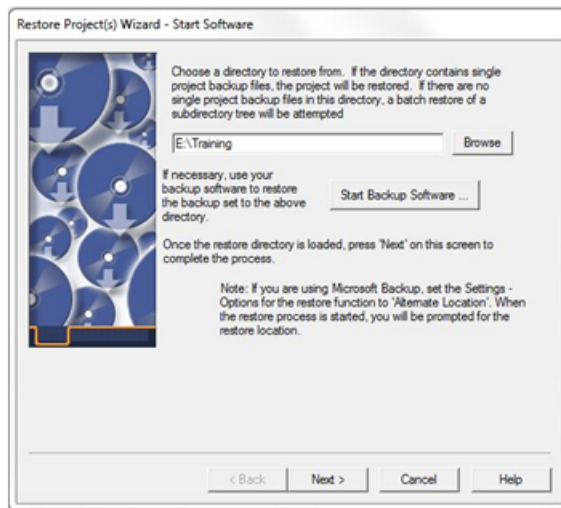 Restore Project(s) Wizard - Start Software
Choose a directory to restore from. If the directory contains single
project backup files, the project will be restored. If there are no
single project backup files in this directory, a batch restore of a
subdirectory tree will be attempted
E:\Training
Browse
If necessary, use your
backup software to restore
the backup set to the above
directory.
Start Backup Software ...
Once the restore directory is loaded, press 'Next' on this screen to
complete the process.
Note: If you are using Microsoft Backup, set the Settings -
Options for the restore function to 'Alternate Location'. When
the restore process is started, you will be prompted for the
restore location.
< Back
Next >
Cancel
Help